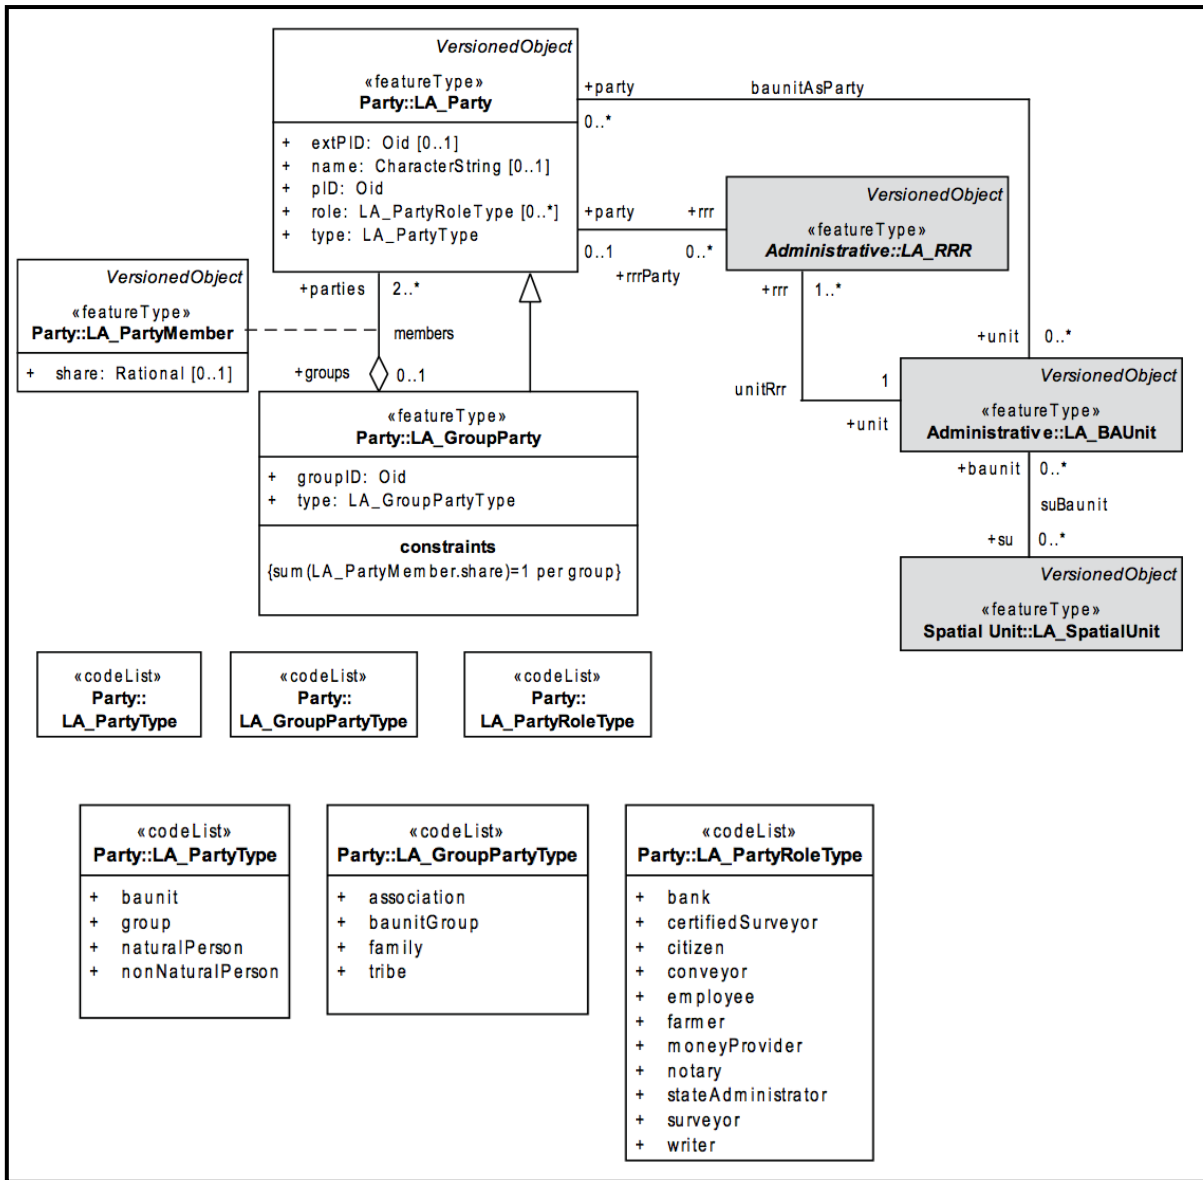 VersionedObject
«featureType»
Party::LA_Party
+ extPID: Oid [0..1]
+ name: CharacterString [0..1]
+ pID: Oid
+ role: LA_PartyRoleType [0..*]
+ type: LA_PartyType
+party
baunitAsParty
0..*
+party
+rrr
0..1
0..*
+rrrParty
VersionedObject
«featureType»
Administrative::LA_RRR
+rrr
1..*
+unit
0..*
unitRrr
1
+unit
VersionedObject
«featureType»
Party::LA_PartyMember
+ share: Rational [0..1]
+parties
2..*
members
+groups
0..1
«featureType»
Party::LA_GroupParty
+ groupID: Oid
+ type: LA_GroupPartyType
constraints
{sum(LA_PartyMember.share)=1 per group}
VersionedObject
«featureType»
Administrative::LA_BAUnit
+baunit
0..*
suBaunit
+su
0..*
VersionedObject
«featureType»
Spatial Unit::LA_SpatialUnit
«codeList»
Party::
LA_PartyType
«codeList»
Party::
LA_GroupPartyType
«codeList»
Party::
LA_PartyRoleType
«codeList»
Party::LA_PartyType
+ baunit
+ group
+ naturalPerson
+ nonNaturalPerson
«codeList»
Party::LA_GroupPartyType
+ association
+ baunitGroup
+ family
+ tribe
«codeList»
Party::LA_PartyRoleType
+ bank
+ certifiedSurveyor
+ citizen
+ conveyor
+ employee
+ farmer
+ moneyProvider
+ notary
+ stateAdministrator
+ surveyor
+ writer